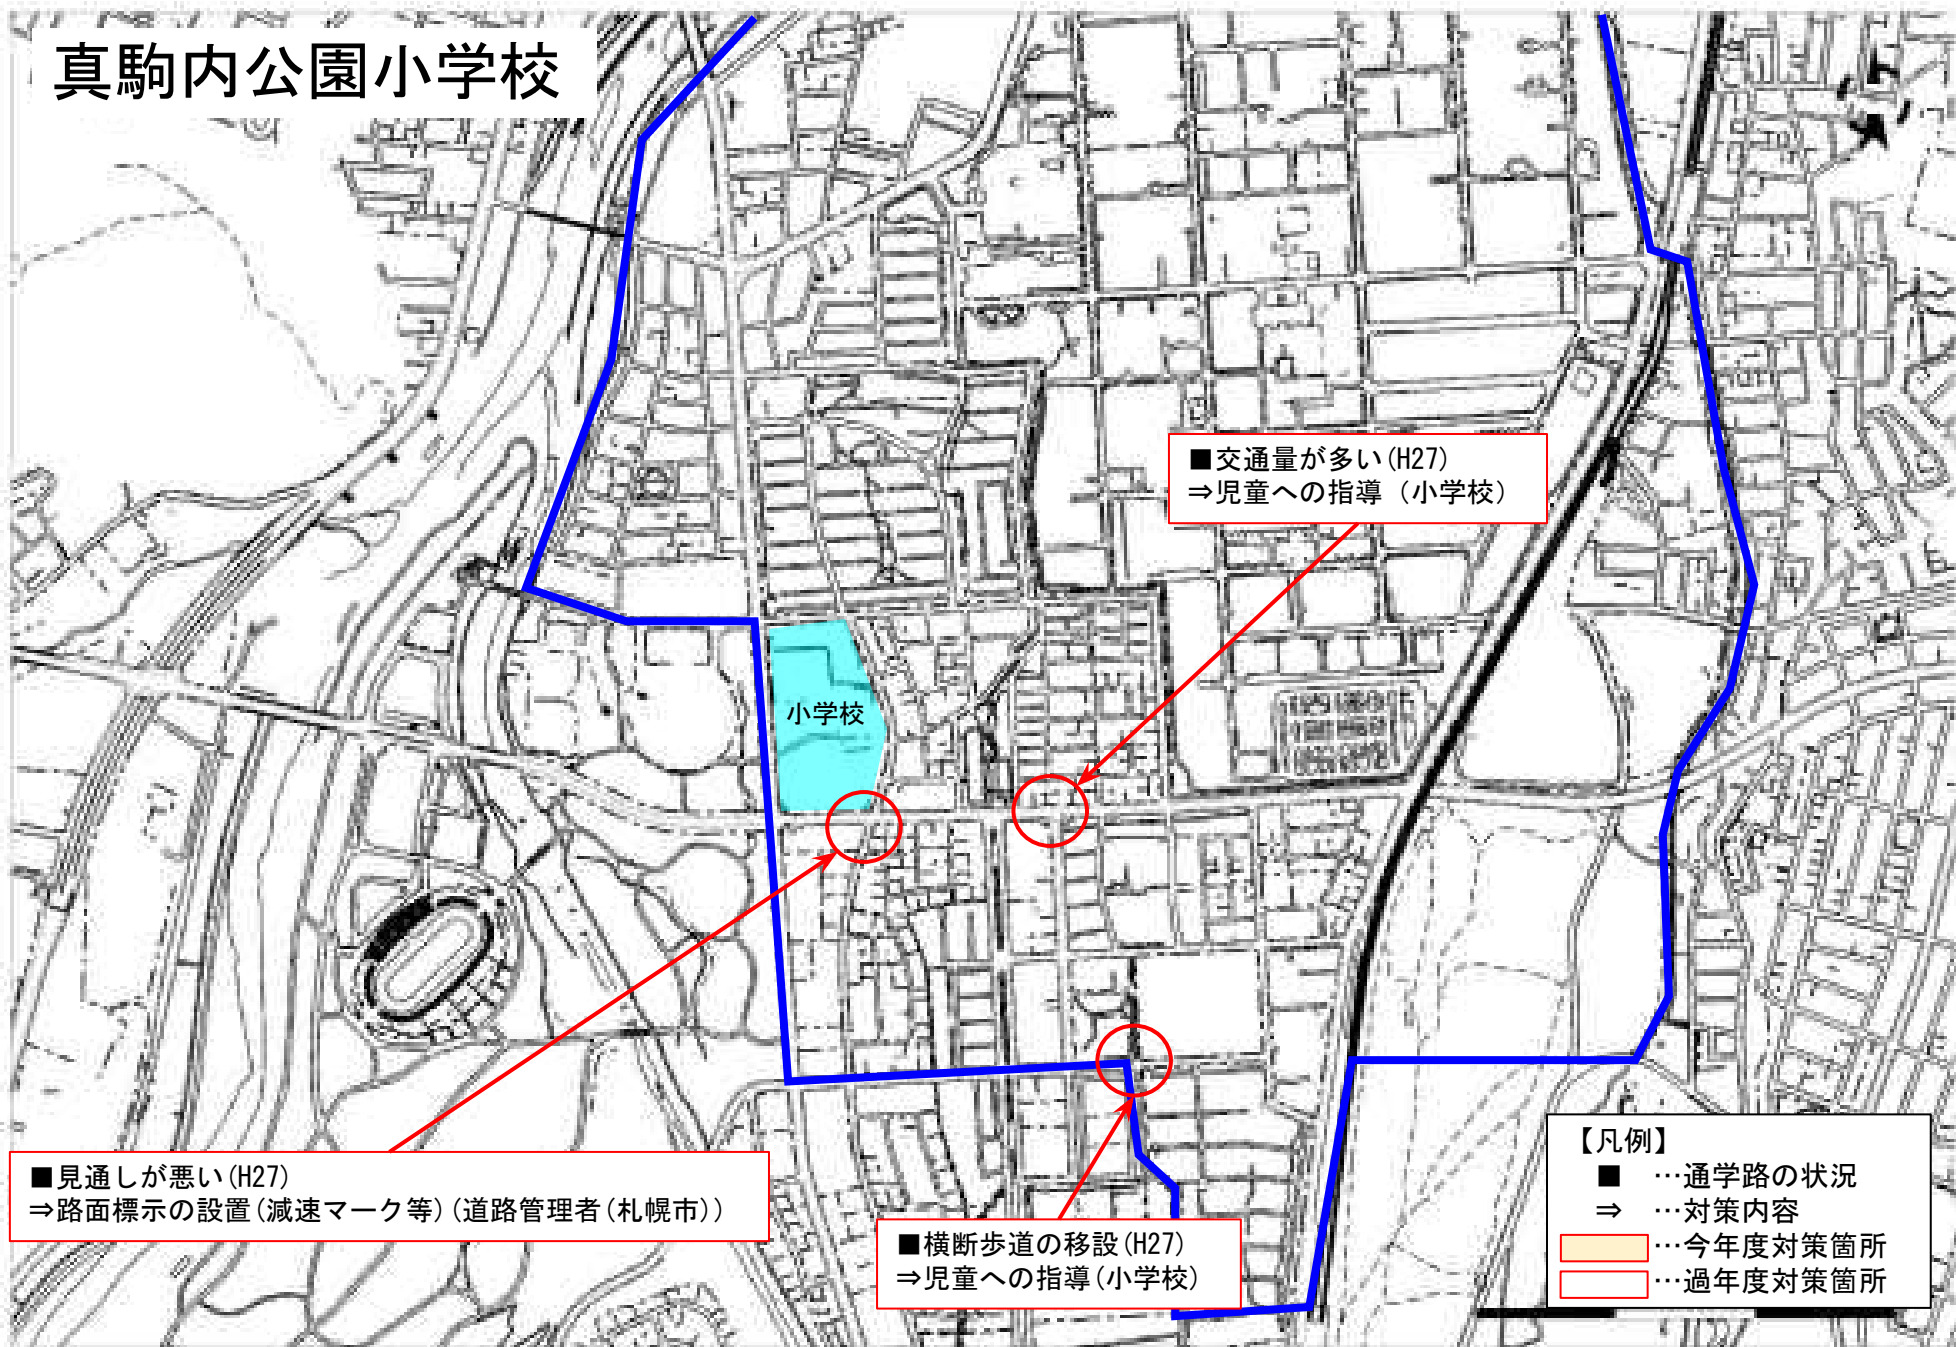 真駒内公園小学校
■交通量が多い(H27)
⇒児童への指導（小学校）
小学校
■見通しが悪い(H27)
⇒路面標示の設置(減速マーク等)(道路管理者(札幌市))
■横断歩道の移設(H27)
⇒児童への指導(小学校)
【凡例】
■ …通学路の状況
⇒ …対策内容
…今年度対策箇所
…過年度対策箇所